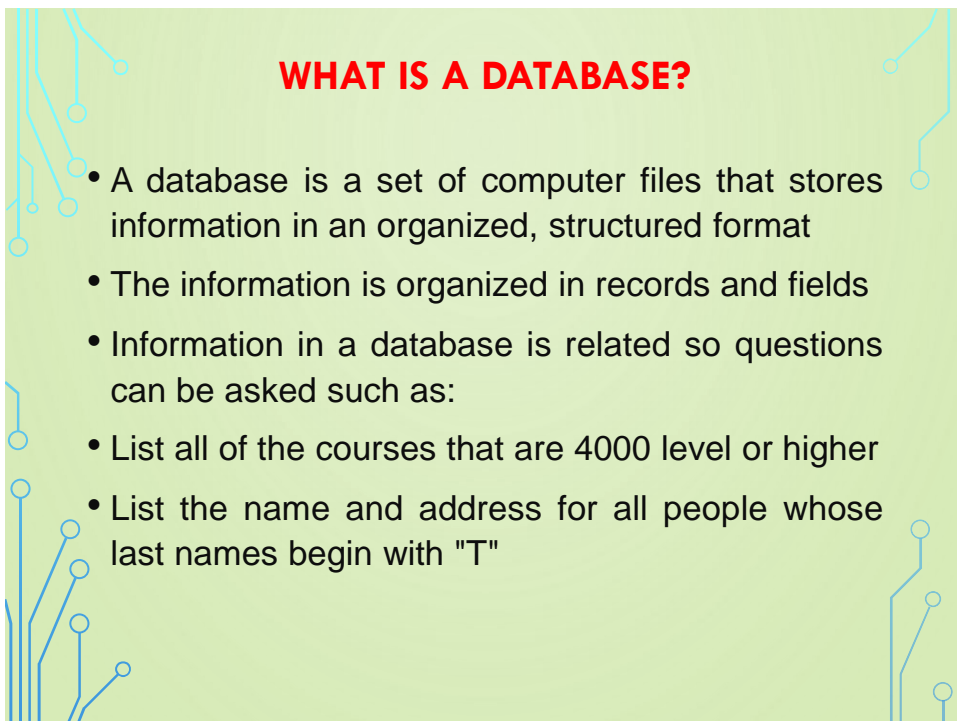 WHAT IS A DATABASE?
• A database is a set of computer files that stores
information in an organized, structured format
• The information is organized in records and fields
• Information in a database is related so questions
can be asked such as:
• List all of the courses that are 4000 level or higher
• List the name and address for all people whose
last names begin with "T"